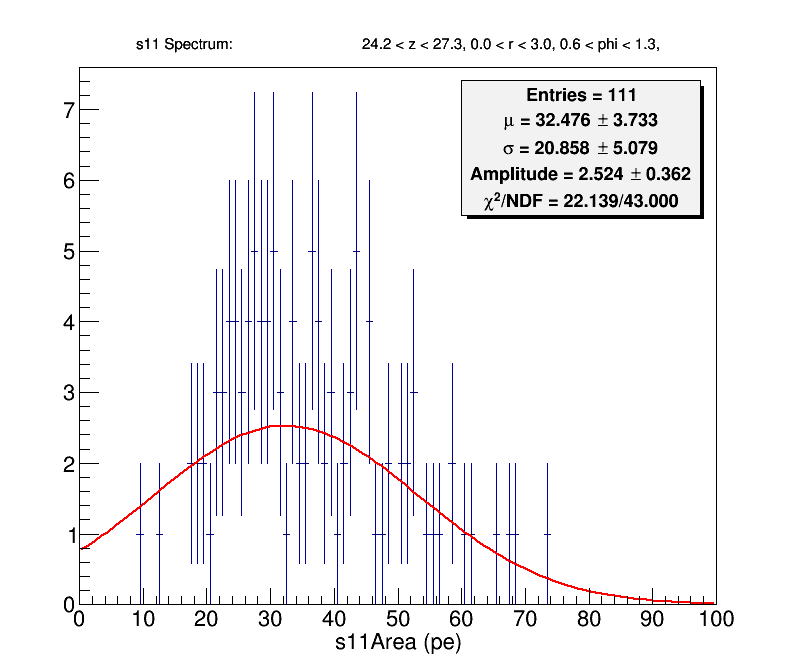 s11 Spectrum: 24.2 < z < 27.3, 0.0 < r < 3.0, 0.6 < phi < 1.3,
Entries = 111
μ = 32.476 ± 3.733
σ = 20.858 ± 5.079
Amplitude = 2.524 ± 0.362
χ²/NDF = 22.139/43.000
7
6
5
4
3
2
1
0
0 10 20 30 40 50 60 70 80 90 100
s11Area (pe)